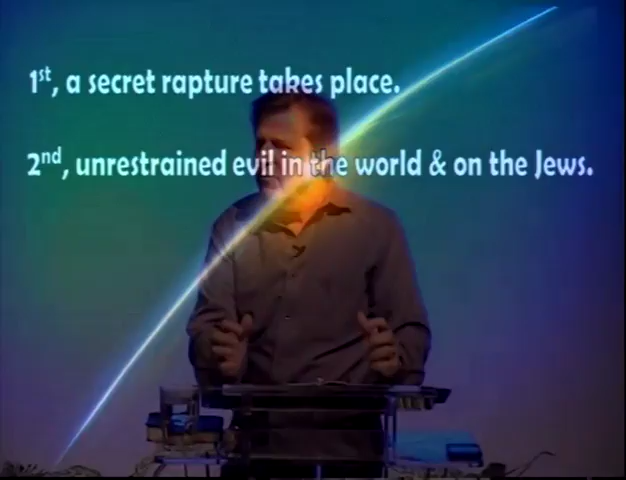 1st, a secret rapture takes place.
2nd, unrestrained evil in the world & on the Jews.